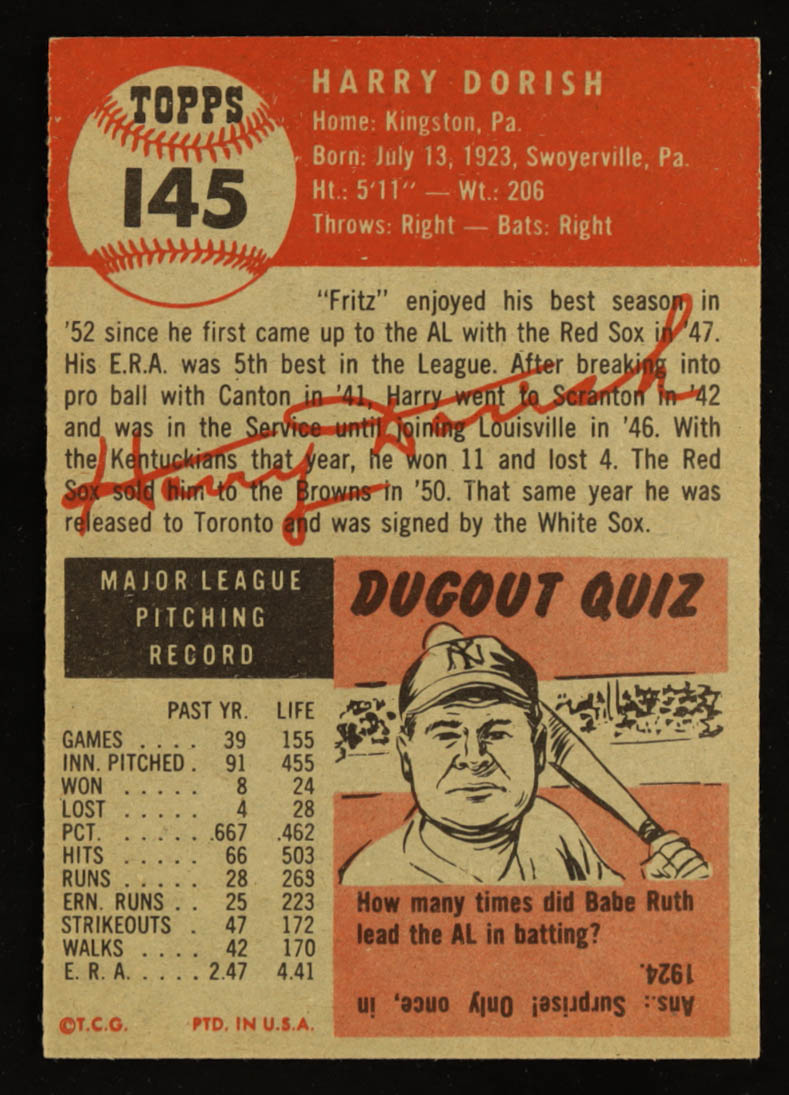 TOPPS
145
HARRY DORISH
Home: Kingston, Pa.
Born: July 13, 1923, Swoyerville, Pa.
Ht.: 5'11" — Wt.: 206
Throws: Right — Bats: Right
"Fritz" enjoyed his best season in
'52 since he first came up to the AL with the Red Sox in '47.
His E.R.A. was 5th best in the League. After breaking into
pro ball with Canton in '41, Harry went to Scranton in '42
and was in the Service until joining Louisville in '46. With
the Kentuckians that year, he won 11 and lost 4. The Red
Sox sold him to the Browns in '50. That same year he was
released to Toronto and was signed by the White Sox.
Harry Dorish
MAJOR LEAGUE
PITCHING
RECORD
PAST YR. LIFE
GAMES . . . . 39 155
INN. PITCHED . 91 455
WON . . . . . 8 24
LOST . . . . . 4 28
PCT. . . . . . .667 .462
HITS . . . . . 66 503
RUNS . . . . . 28 263
ERN. RUNS . . 25 223
STRIKEOUTS . 47 172
WALKS . . . . 42 170
E. R. A. . . . . 2.47 4.41
©T.C.G. PTD. IN U.S.A.
DUGOUT QUIZ
NY
How many times did Babe Ruth
lead the AL in batting?
Ans.: Surprise! Only once, in
1924.